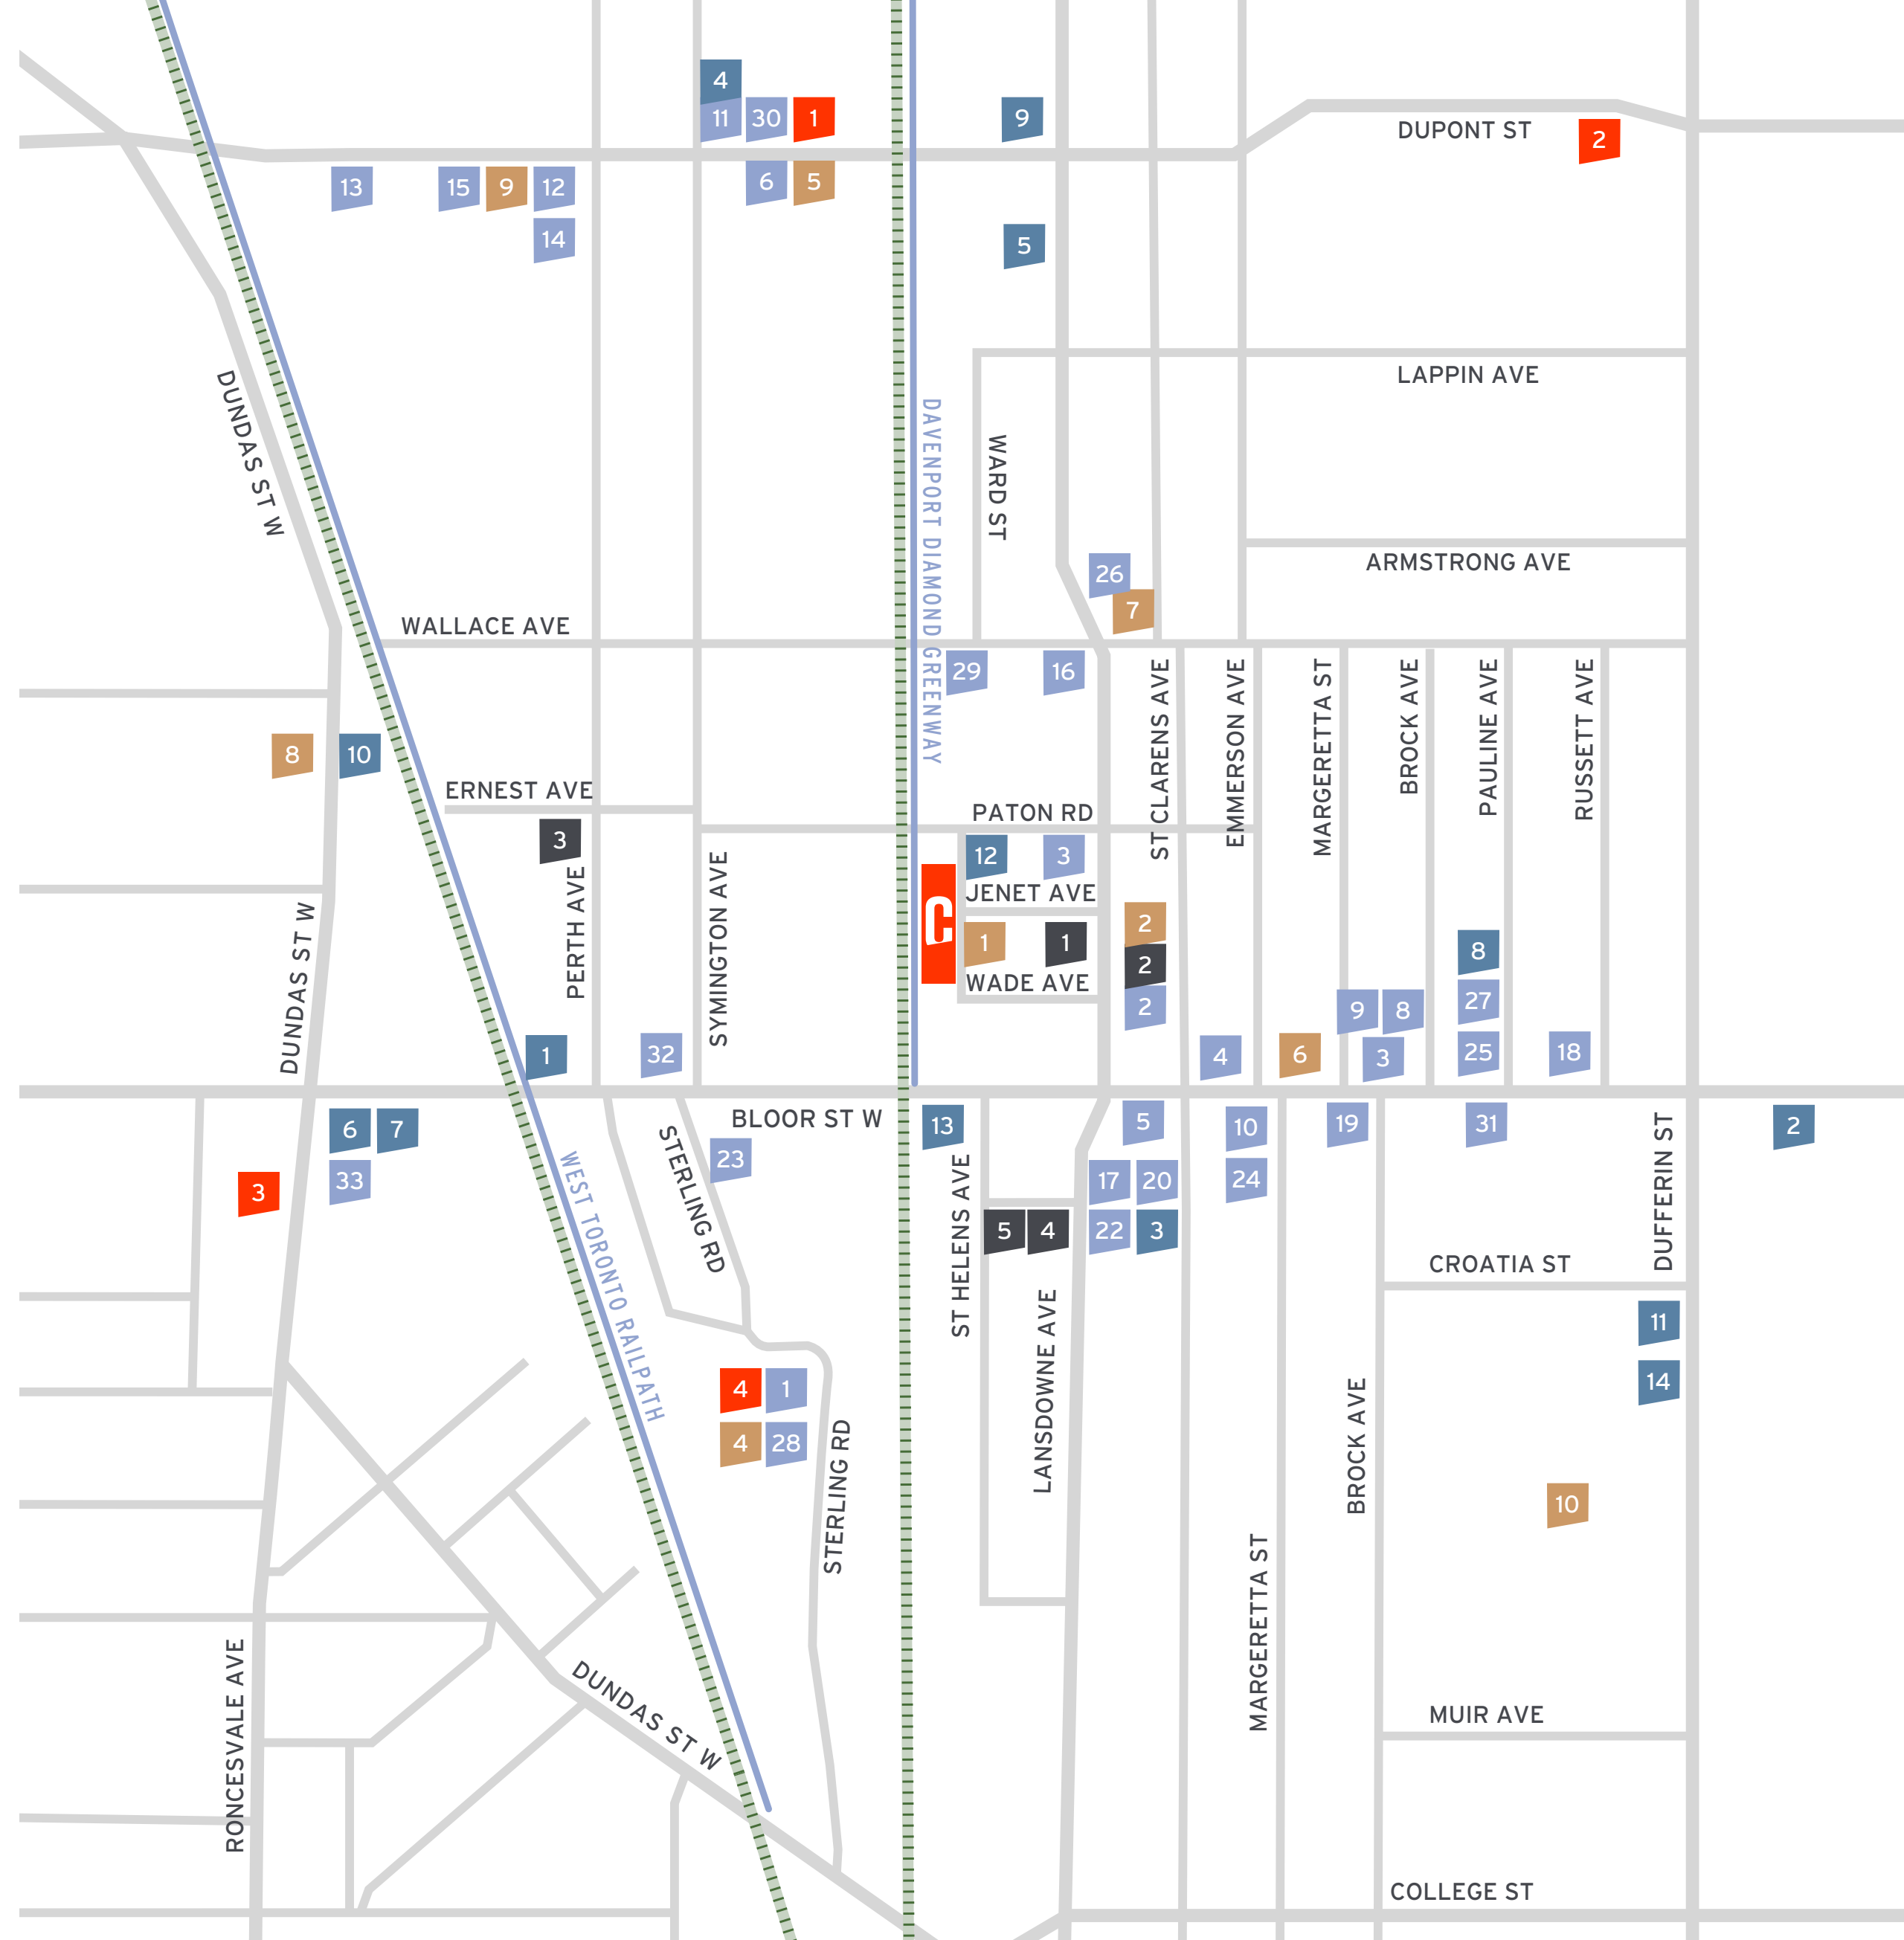 4
11 30 1
9
DUPONT ST
2
13
15 9 12
6 5
14
5
LAPPIN AVE
DUNDAS ST W
DAVENPORT DIAMOND GREENWAY
WARD ST
ARMSTRONG AVE
26
7
WALLACE AVE
29
16
ST CLARENS AVE
EMMERSON AVE
MARGERETTA ST
BROCK AVE
PAULINE AVE
RUSSETT AVE
8 10
ERNEST AVE
PATON RD
3
12 3
PERTH AVE
SYMINGTON AVE
JENET AVE
C
DUNDAS ST W
1 1
2
2
2
WADE AVE
8
27
9 8
1
32
4
6
3
25
18
BLOOR ST W
6 7
33
3
13
5
10
19
31
2
23
STERLING RD
WEST TORONTO RAILPATH
ST HELENS AVE
17 20
24
DUFFERIN ST
5 4
22 3
CROATIA ST
LANSDOWNE AVE
11
14
4 1
4 28
BROCK AVE
STERLING RD
10
MARGERETTA ST
RONCESVALE AVE
DUNDAS ST W
MUIR AVE
COLLEGE ST